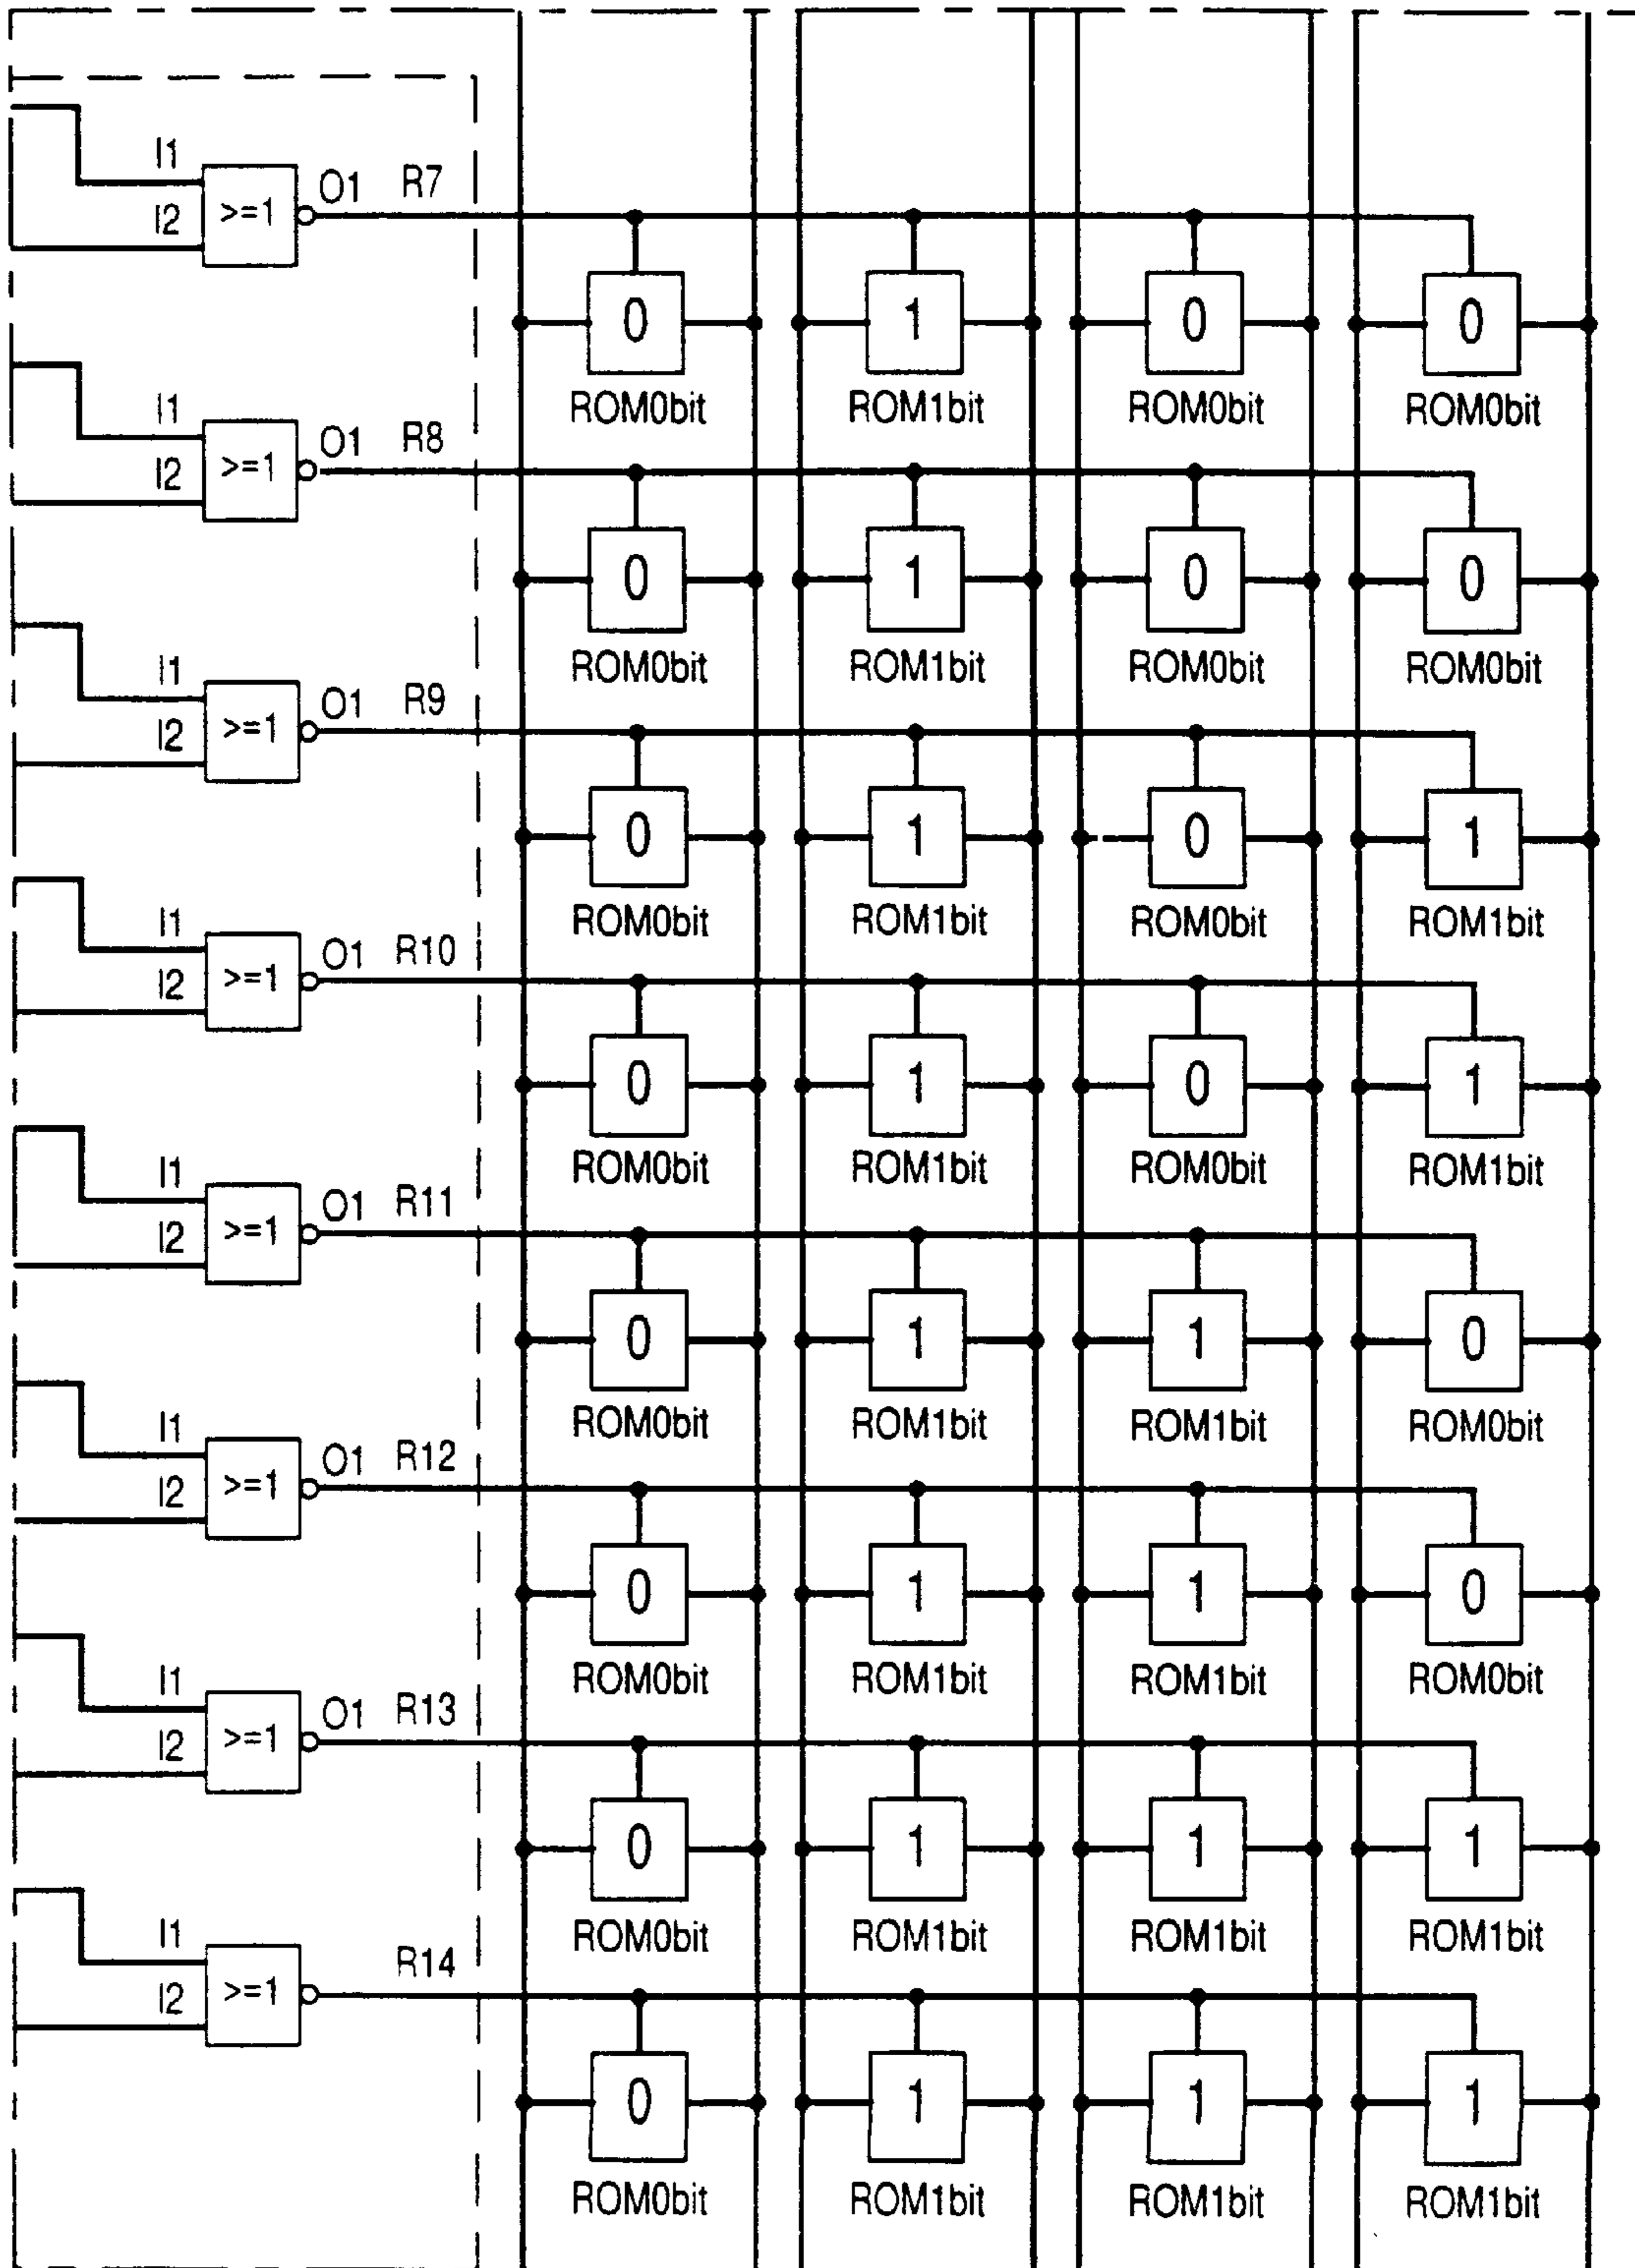 I1 O1 R7
I2 >=1
0 1 0 0
ROM0bit ROM1bit ROM0bit ROM0bit
I1 O1 R8
I2 >=1
0 1 0 0
ROM0bit ROM1bit ROM0bit ROM0bit
I1 O1 R9
I2 >=1
0 1 0 1
ROM0bit ROM1bit ROM0bit ROM1bit
I1 O1 R10
I2 >=1
0 1 0 1
ROM0bit ROM1bit ROM0bit ROM1bit
I1 O1 R11
I2 >=1
0 1 1 0
ROM0bit ROM1bit ROM1bit ROM0bit
I1 O1 R12
I2 >=1
0 1 1 0
ROM0bit ROM1bit ROM1bit ROM0bit
I1 O1 R13
I2 >=1
0 1 1 1
ROM0bit ROM1bit ROM1bit ROM1bit
I1 R14
I2 >=1
0 1 1 1
ROM0bit ROM1bit ROM1bit ROM1bit